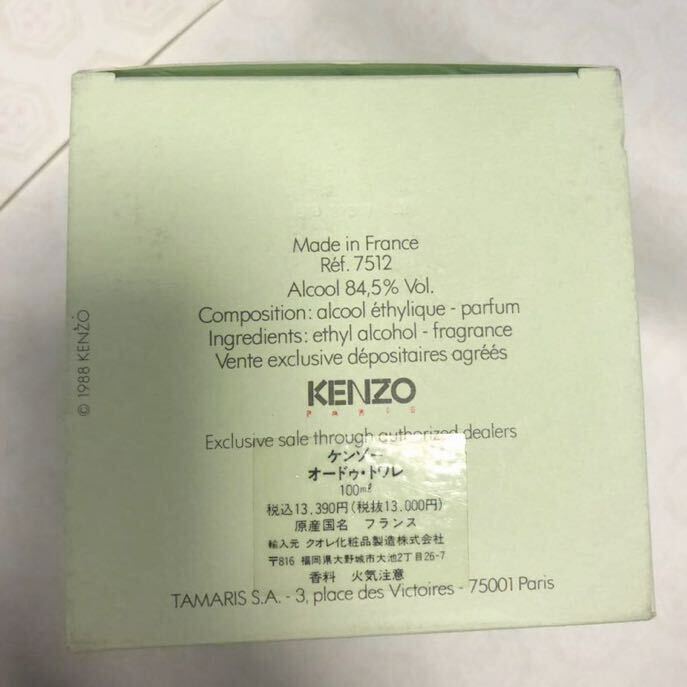 Made in France
Réf. 7512
Alcool 84,5% Vol.
Composition: alcool éthylique - parfum
Ingredients: ethyl alcohol - fragrance
Vente exclusive dépositaires agréés
KENZO
PARIS
Exclusive sale through authorized dealers
ケンゾー
オードゥ・トワレ
100mℓ
税込13,390円(税抜13,000円)
原産国名 フランス
輸入元 クオレ化粧品製造株式会社
〒816 福岡県大野城市大池2丁目26-7
香料 火気注意
TAMARIS S.A. - 3, place des Victoires - 75001 Paris
© 1988 KENZO